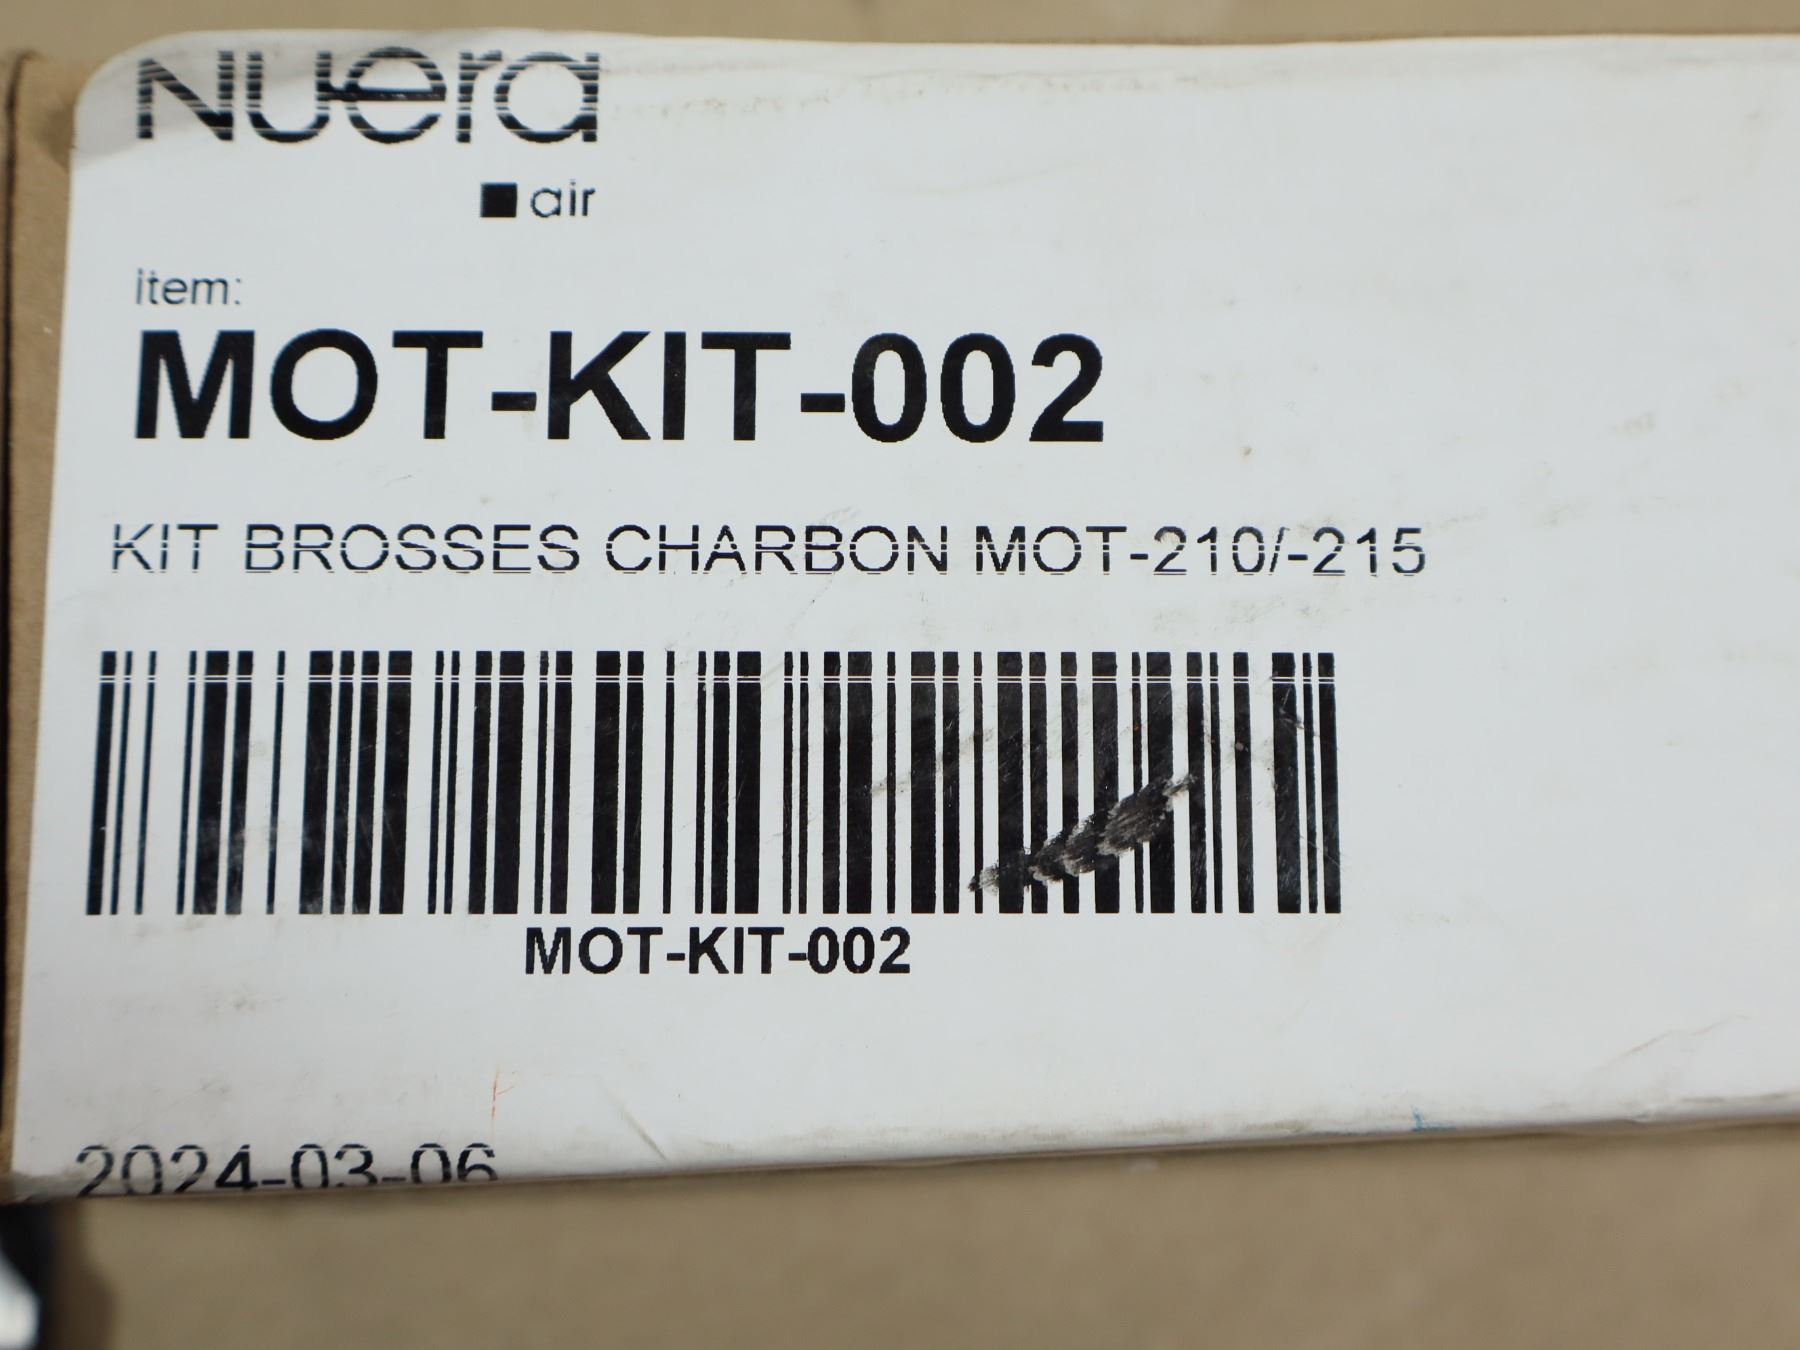 NUera
air
item:
MOT-KIT-002
KIT BROSSES CHARBON MOT-210/-215
MOT-KIT-002
2024-03-06